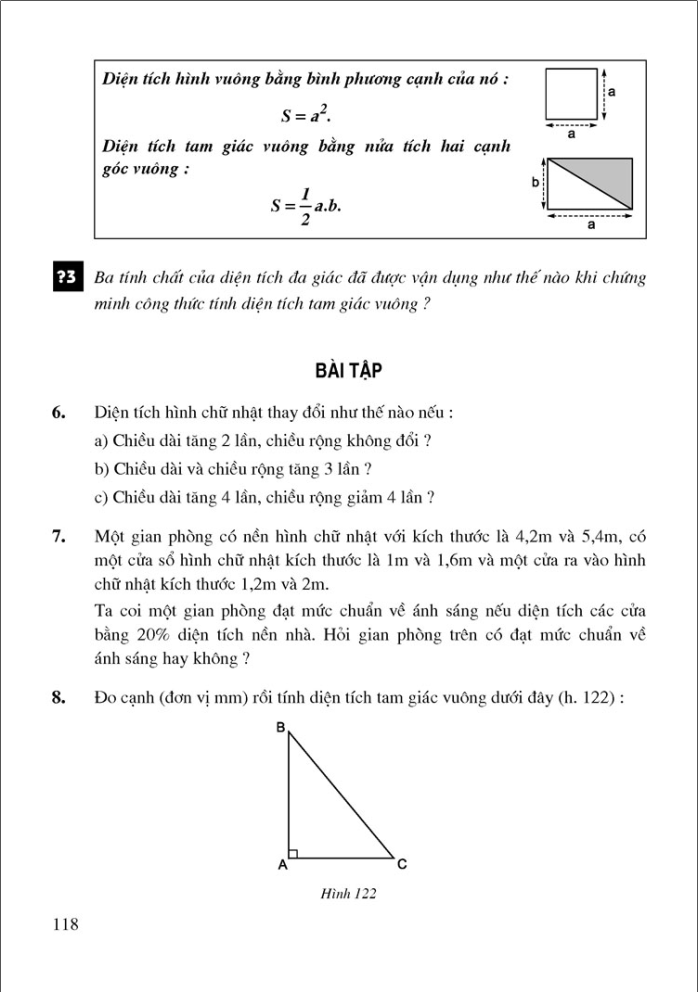 Diện tích hình vuông bằng bình phương cạnh của nó :
a
S = a².
a
Diện tích tam giác vuông bằng nửa tích hai cạnh
góc vuông :
b
S = 1/2 a.b.
a
?3 Ba tính chất của diện tích đa giác đã được vận dụng như thế nào khi chứng
minh công thức tính diện tích tam giác vuông ?
BÀI TẬP
6. Diện tích hình chữ nhật thay đổi như thế nào nếu :
a) Chiều dài tăng 2 lần, chiều rộng không đổi ?
b) Chiều dài và chiều rộng tăng 3 lần ?
c) Chiều dài tăng 4 lần, chiều rộng giảm 4 lần ?
7. Một gian phòng có nền hình chữ nhật với kích thước là 4,2m và 5,4m, có
một cửa sổ hình chữ nhật kích thước là 1m và 1,6m và một cửa ra vào hình
chữ nhật kích thước 1,2m và 2m.
Ta coi một gian phòng đạt mức chuẩn về ánh sáng nếu diện tích các cửa
bằng 20% diện tích nền nhà. Hỏi gian phòng trên có đạt mức chuẩn về
ánh sáng hay không ?
8. Đo cạnh (đơn vị mm) rồi tính diện tích tam giác vuông dưới đây (h. 122) :
B
A C
Hình 122
118